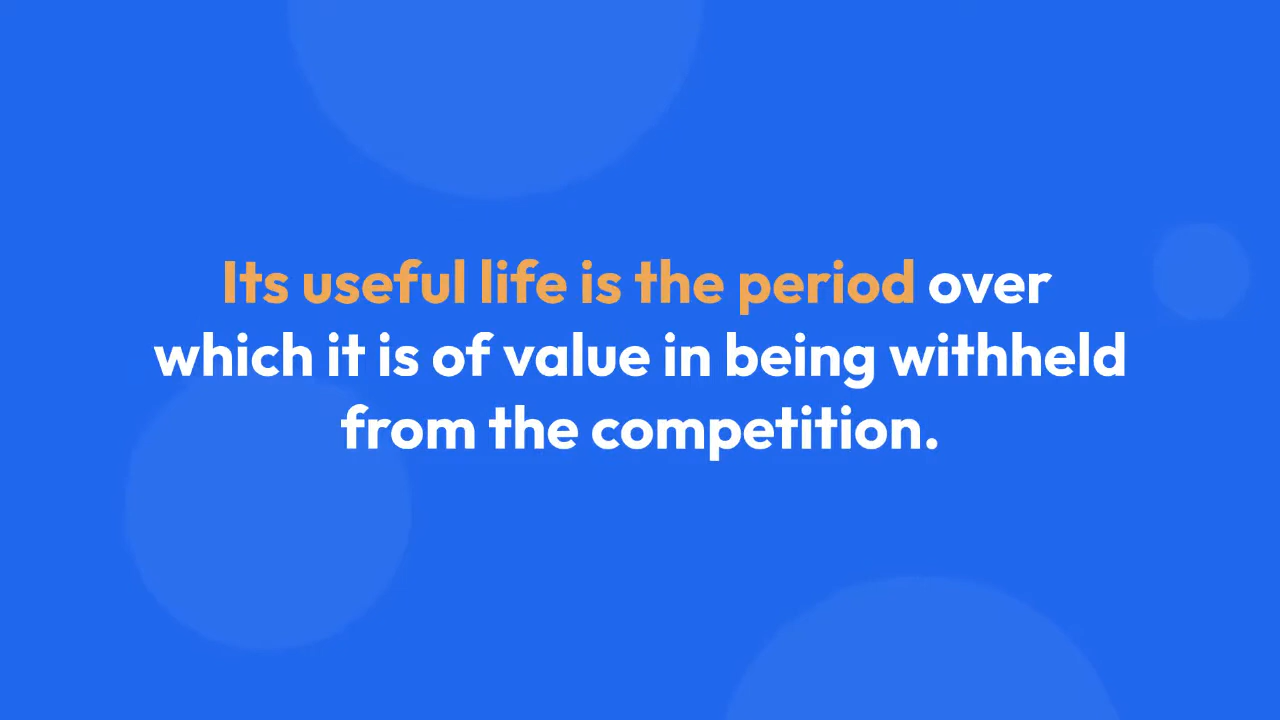 Its useful life is the period over
which it is of value in being withheld
from the competition.